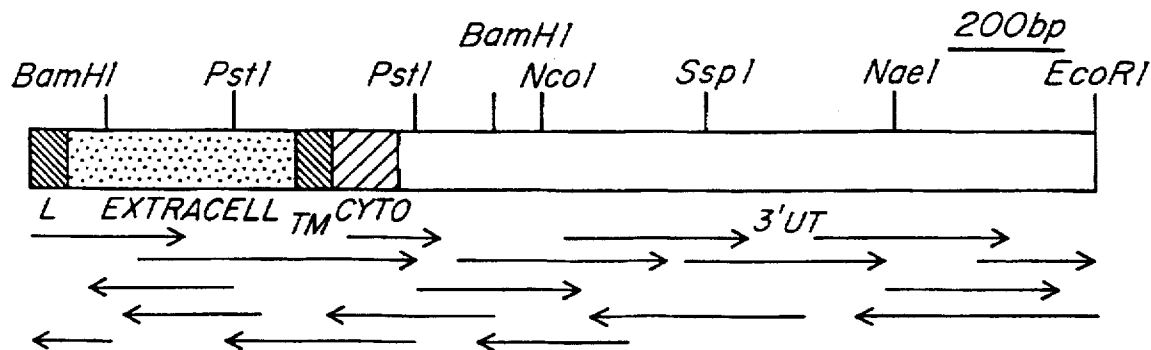 BamHI 200bp
BamHI PstI PstI NcoI SspI NaeI EcoRI
L EXTRACELL TM CYTO 3'UT